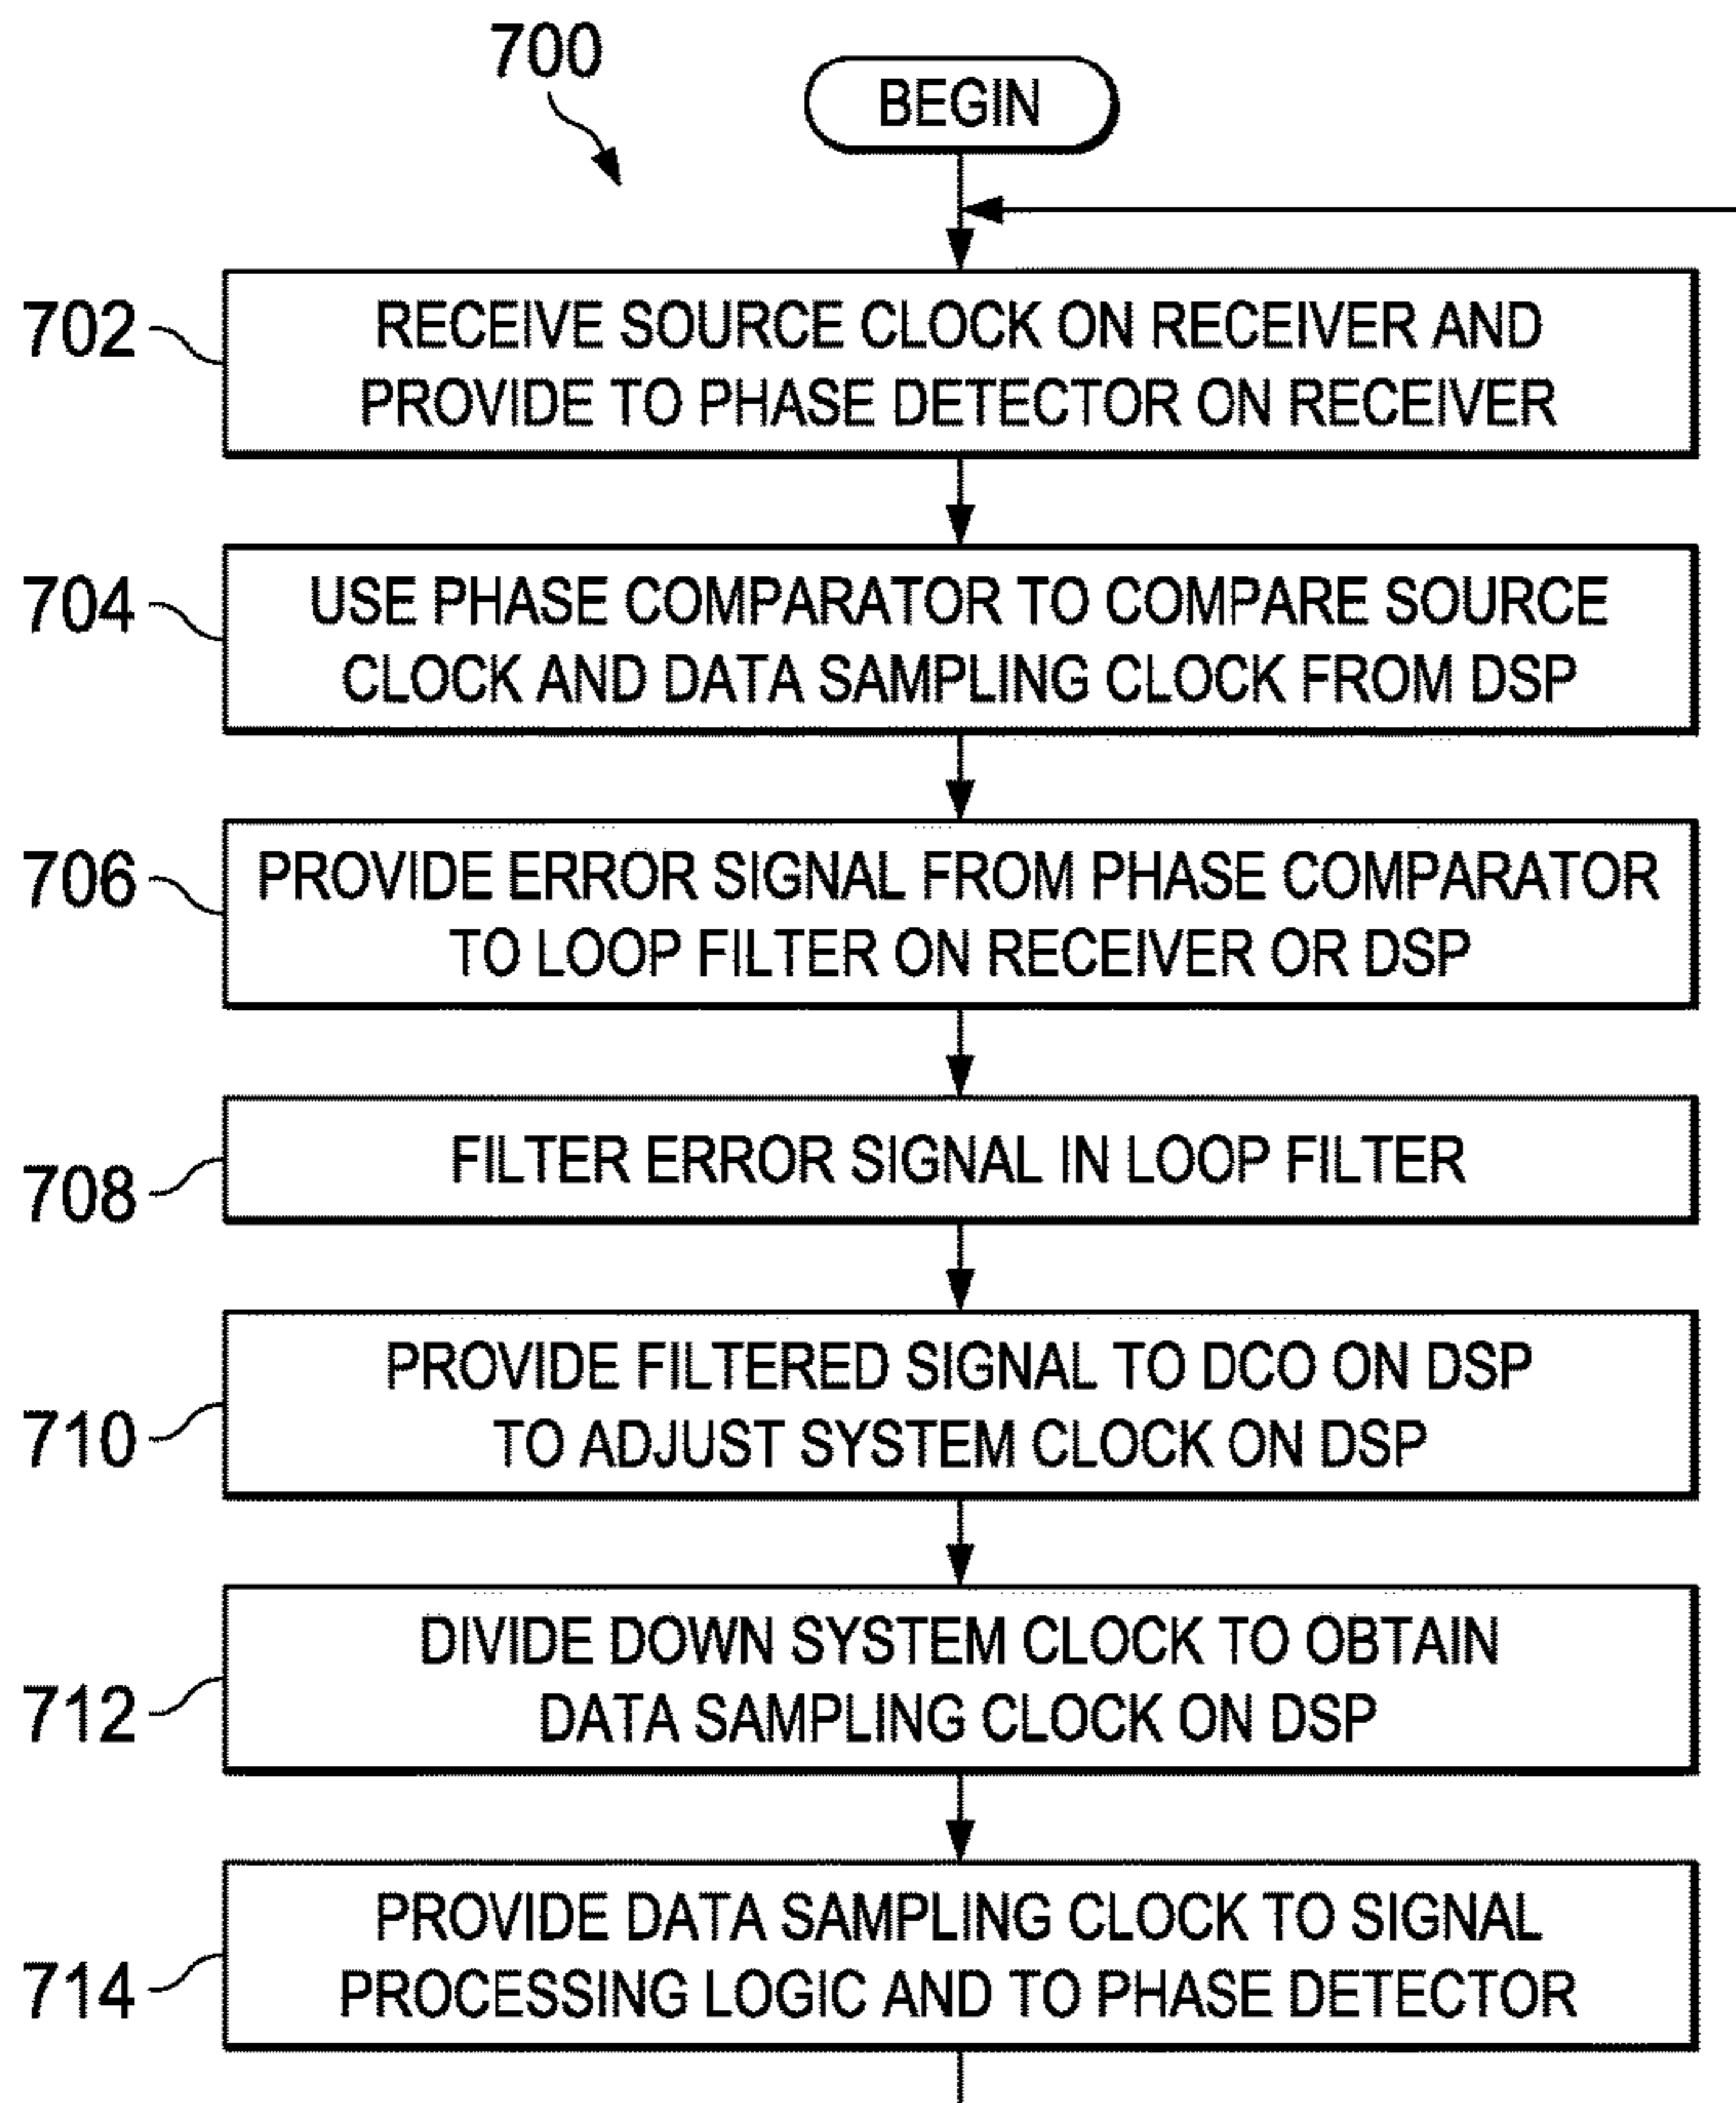 700
BEGIN
702
RECEIVE SOURCE CLOCK ON RECEIVER AND
PROVIDE TO PHASE DETECTOR ON RECEIVER
704
USE PHASE COMPARATOR TO COMPARE SOURCE
CLOCK AND DATA SAMPLING CLOCK FROM DSP
706
PROVIDE ERROR SIGNAL FROM PHASE COMPARATOR
TO LOOP FILTER ON RECEIVER OR DSP
708
FILTER ERROR SIGNAL IN LOOP FILTER
710
PROVIDE FILTERED SIGNAL TO DCO ON DSP
TO ADJUST SYSTEM CLOCK ON DSP
712
DIVIDE DOWN SYSTEM CLOCK TO OBTAIN
DATA SAMPLING CLOCK ON DSP
714
PROVIDE DATA SAMPLING CLOCK TO SIGNAL
PROCESSING LOGIC AND TO PHASE DETECTOR